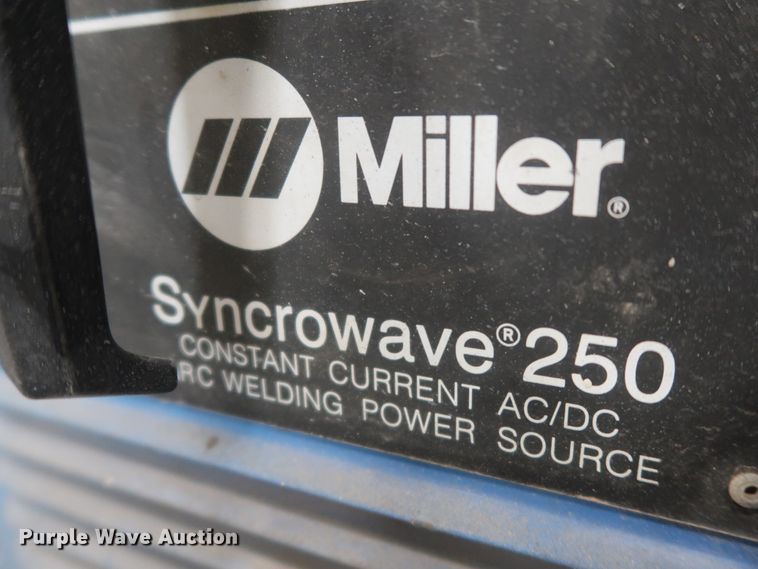 Miller®
Syncrowave® 250
CONSTANT CURRENT AC/DC
RC WELDING POWER SOURCE
Purple Wave Auction